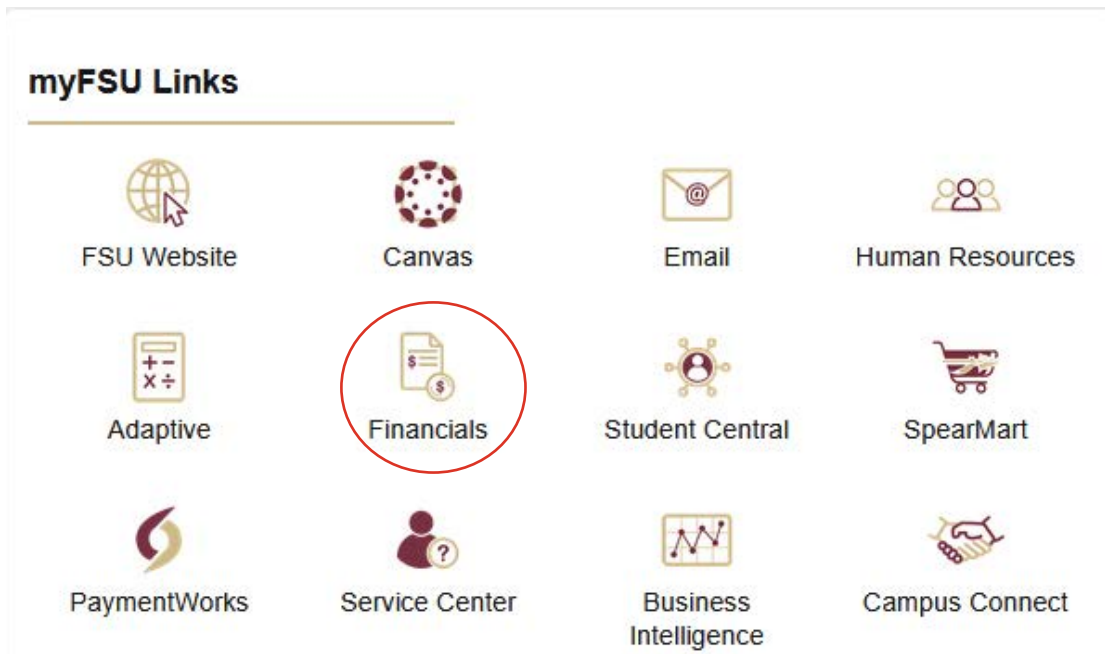 myFSU Links
FSU Website
Canvas
Email
Human Resources
Adaptive
Financials
Student Central
SpearMart
PaymentWorks
Service Center
Business
Intelligence
Campus Connect